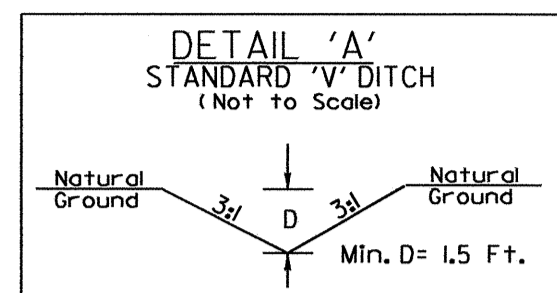 DETAIL 'A'
STANDARD 'V' DITCH
(Not to Scale)
Natural
Ground
3:1
D
3:1
Natural
Ground
Min. D= 1.5 Ft.